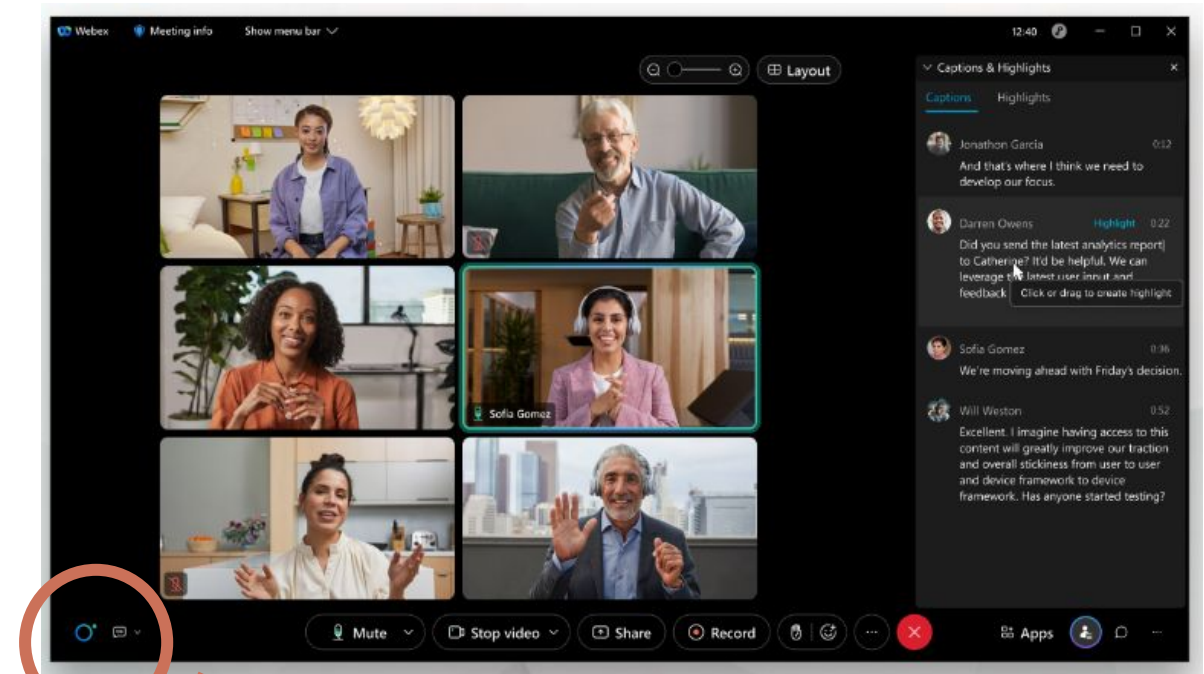 Webex
Meeting info
Show menu bar
12:40
Layout
Captions & Highlights
Captions
Highlights
Jonathon Garcia
0:12
And that's where I think we need to
develop our focus.
Darren Owens
Highlight
0:22
Did you send the latest analytics report
to Catherine? It'd be helpful. We can
leverage the latest user input and
feedback
Click or drag to create highlight
Sofia Gomez
0:36
We're moving ahead with Friday's decision.
Will Weston
0:52
Excellent. I imagine having access to this
content will greatly improve our traction
and overall stickiness from user to user
and device framework to device
framework. Has anyone started testing?
Sofia Gomez
Mute
Stop video
Share
Record
Apps